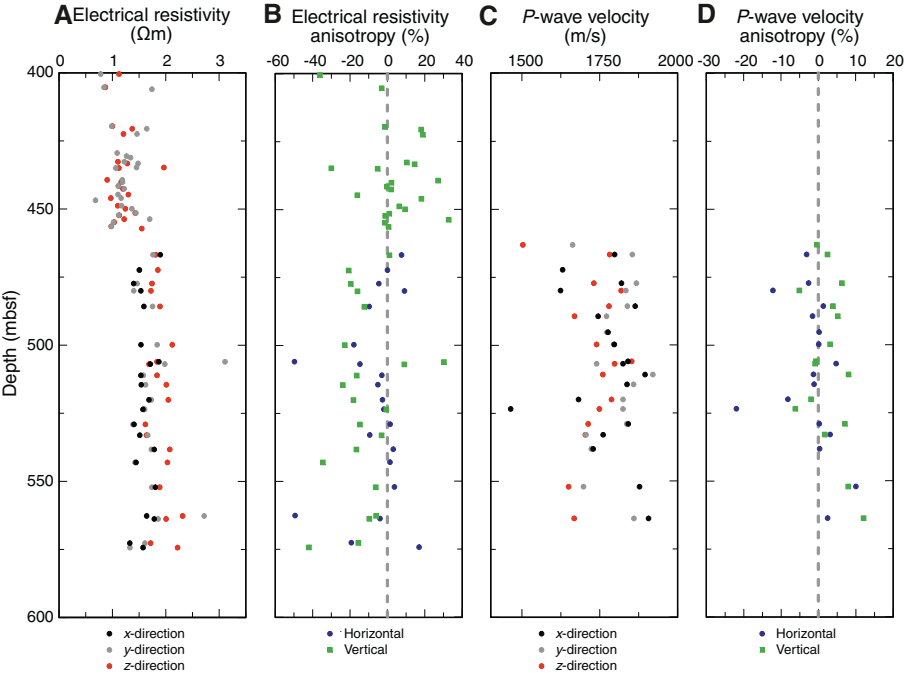 A Electrical resistivity
(Ωm)
0 1 2 3
B Electrical resistivity
anisotropy (%)
-60 -40 -20 0 20 40
C P-wave velocity
(m/s)
1500 1750 2000
D P-wave velocity
anisotropy (%)
-30 -20 -10 0 10 20
Depth (mbsf)
400
450
500
550
600
x-direction
y-direction
z-direction
Horizontal
Vertical
x-direction
y-direction
z-direction
Horizontal
Vertical